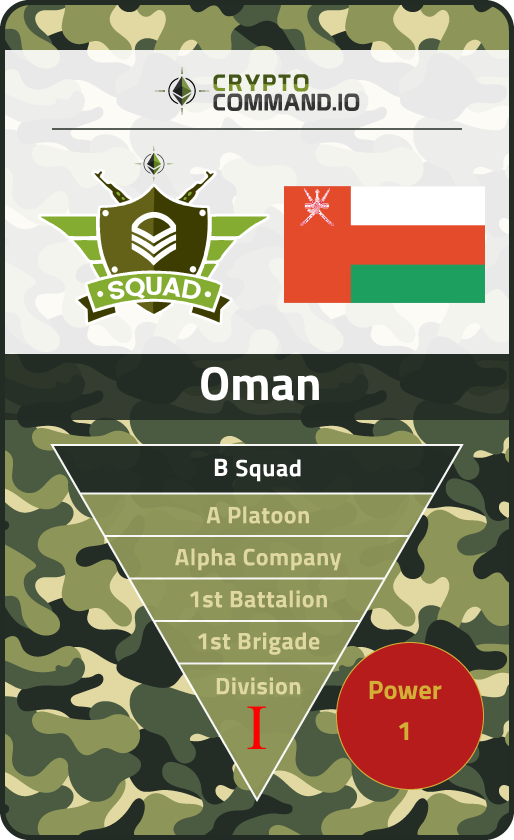 CRYPTO
COMMAND.IO
SQUAD
Oman
B Squad
A Platoon
Alpha Company
1st Battalion
1st Brigade
Division
I
Power
1